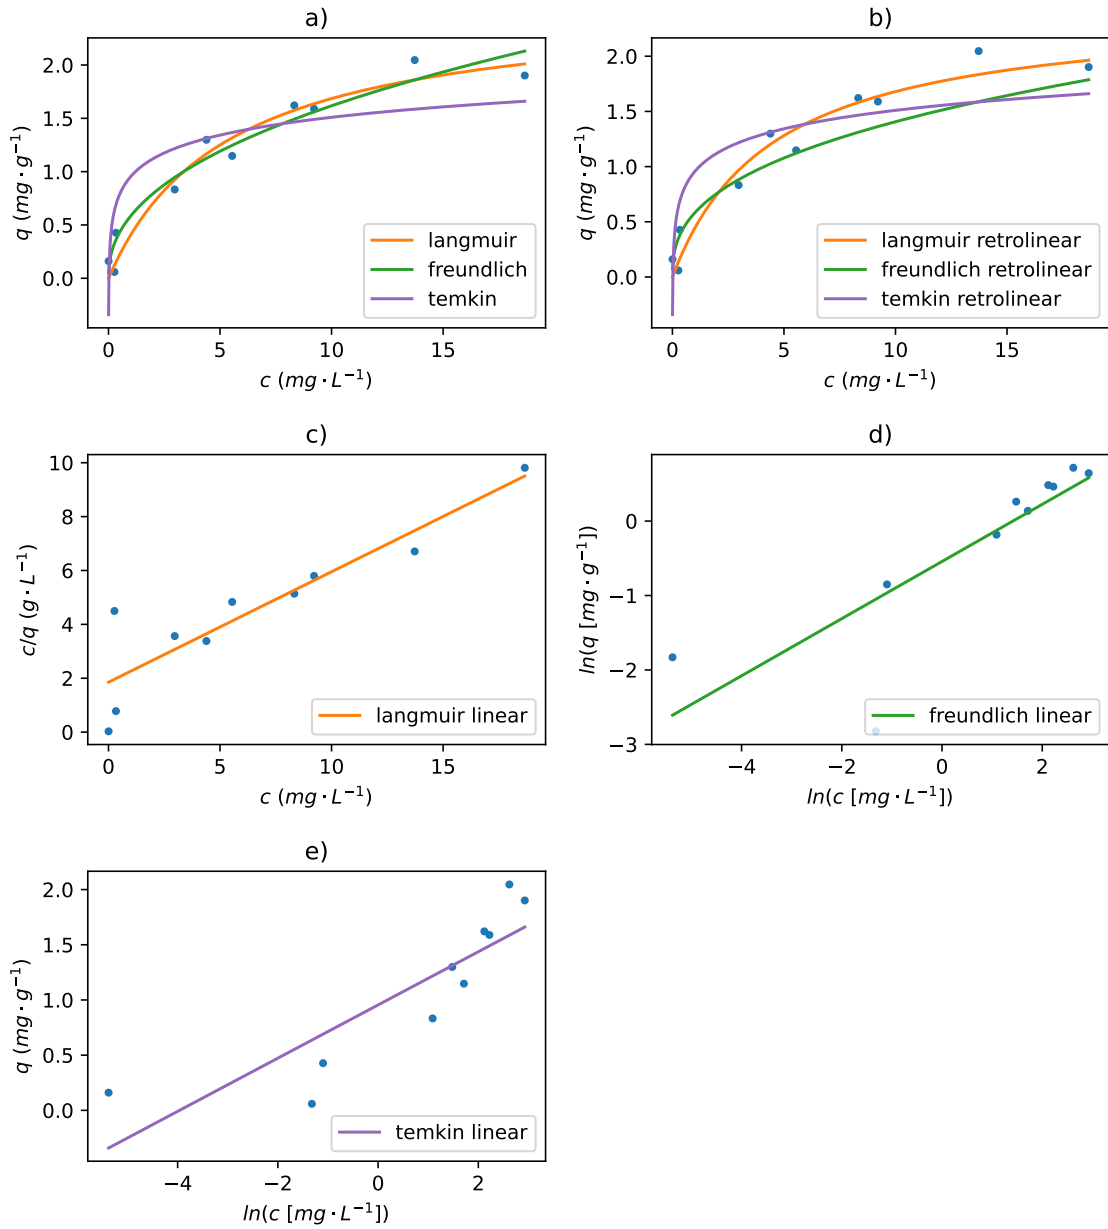 a)
q (mg · g⁻¹)
2.0
1.5
1.0
0.5
0.0
langmuir
freundlich
temkin
0 5 10 15
c (mg · L⁻¹)
b)
q (mg · g⁻¹)
2.0
1.5
1.0
0.5
0.0
langmuir retrolinear
freundlich retrolinear
temkin retrolinear
0 5 10 15
c (mg · L⁻¹)
c)
c/q (g · L⁻¹)
10
8
6
4
2
0
langmuir linear
0 5 10 15
c (mg · L⁻¹)
d)
ln(q [mg · g⁻¹])
0
−1
−2
−3
freundlich linear
−4 −2 0 2
ln(c [mg · L⁻¹])
e)
q (mg · g⁻¹)
2.0
1.5
1.0
0.5
0.0
temkin linear
−4 −2 0 2
ln(c [mg · L⁻¹])